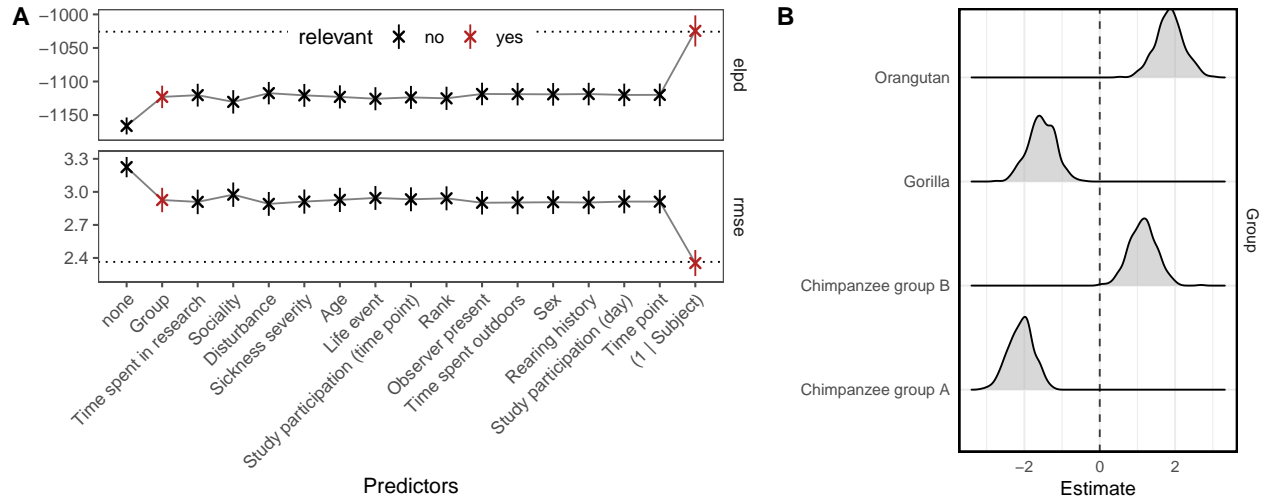 A
−1000
−1050
−1100
−1150
relevant no yes
elpd
3.3
3.0
2.7
2.4
rmse
none
Group
Time spent in research
Sociality
Disturbance
Sickness severity
Age
Life event
Study participation (time point)
Rank
Observer present
Time spent outdoors
Sex
Rearing history
Study participation (day)
Time point
(1 | Subject)
Predictors
B
Orangutan
Gorilla
Chimpanzee group B
Chimpanzee group A
Group
−2 0 2
Estimate